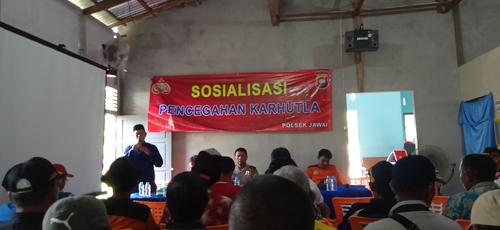 SOSIALISASI
PENCEGAHAN KARHUTLA
POLSEK JAWAI